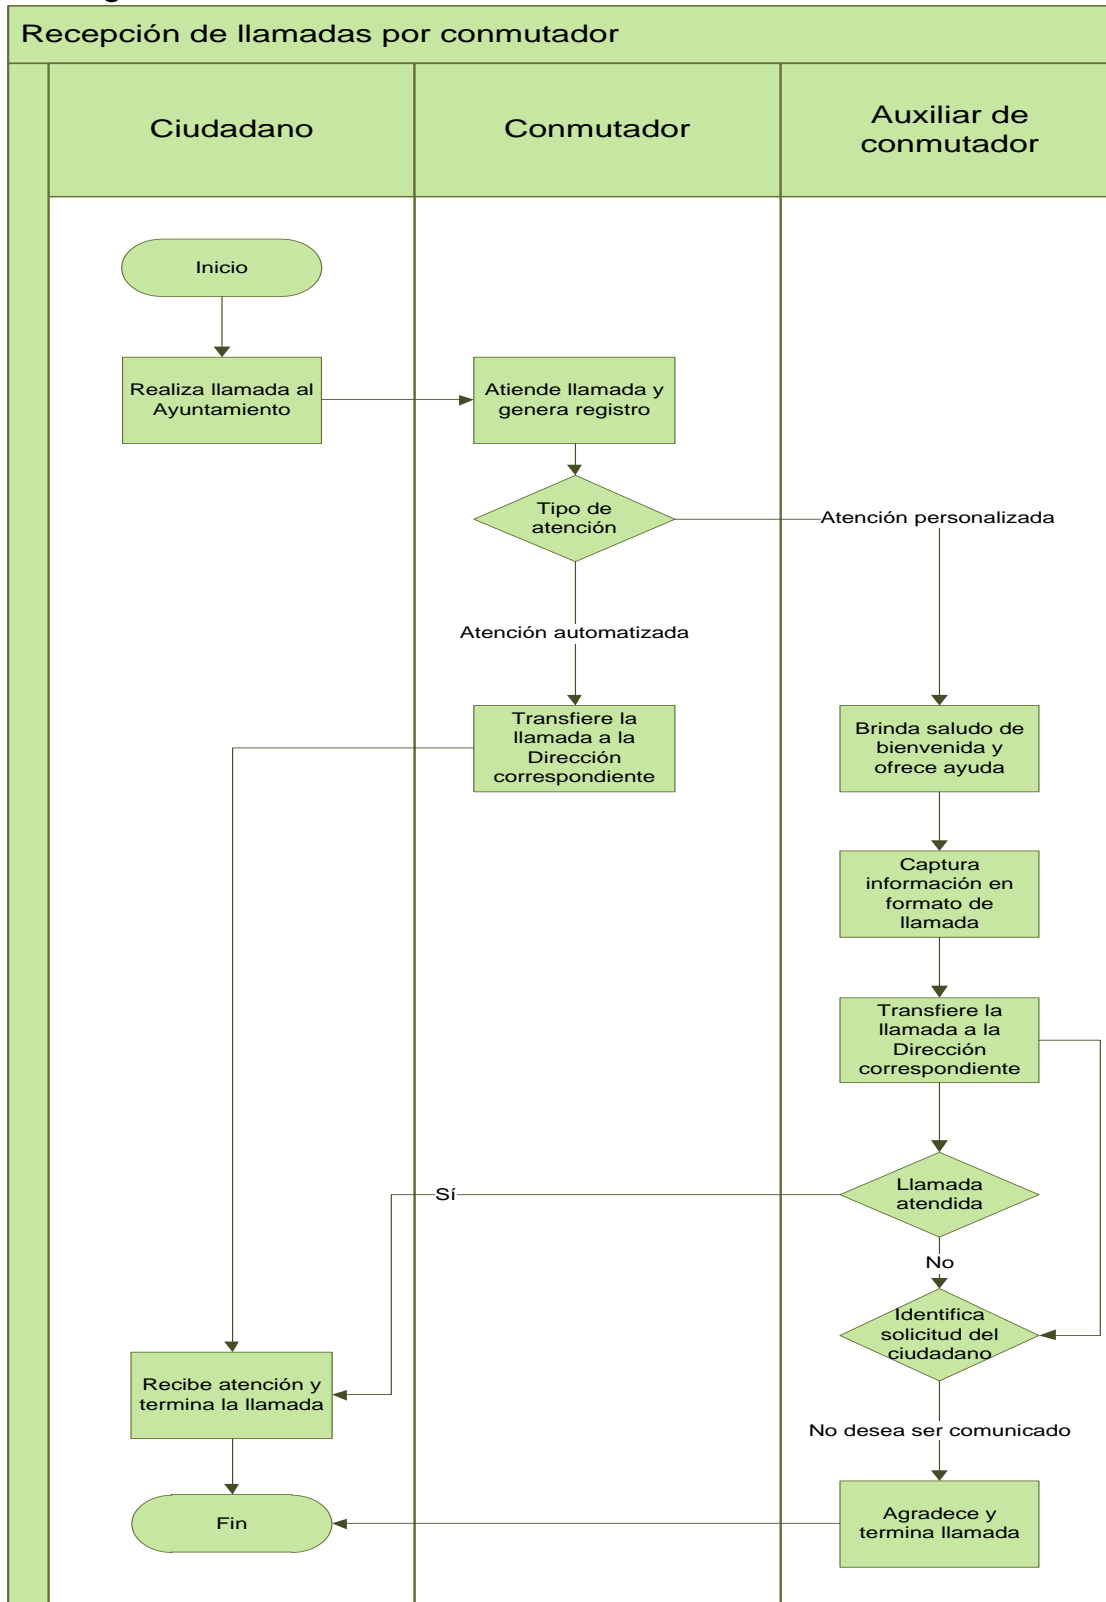 Recepción de llamadas por conmutador
Ciudadano
Conmutador
Auxiliar de
conmutador
Inicio
Realiza llamada al
Ayuntamiento
Atiende llamada y
genera registro
Tipo de
atención
Atención personalizada
Atención automatizada
Transfiere la
llamada a la
Dirección
correspondiente
Brinda saludo de
bienvenida y
ofrece ayuda
Captura
información en
formato de
llamada
Transfiere la
llamada a la
Dirección
correspondiente
Llamada
atendida
Sí
No
Identifica
solicitud del
ciudadano
Recibe atención y
termina la llamada
No desea ser comunicado
Agradece y
termina llamada
Fin